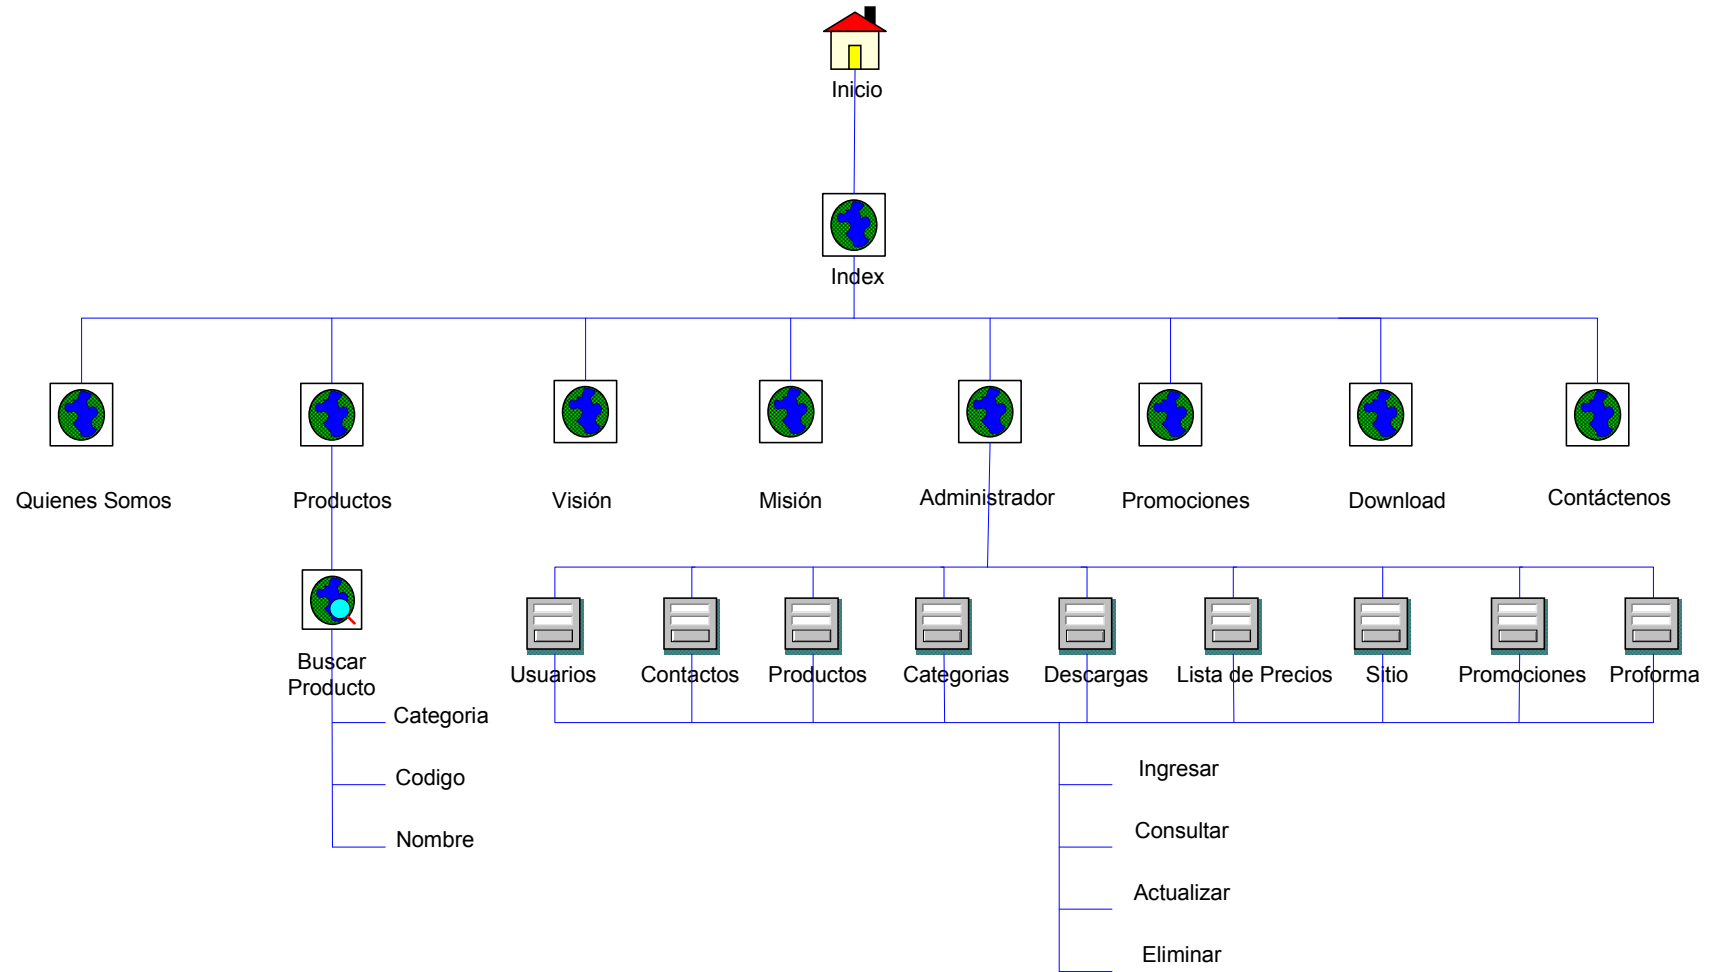 Inicio
Index
Quienes Somos
Productos
Visión
Misión
Administrador
Promociones
Download
Contáctenos
Buscar
Producto
Usuarios
Contactos
Productos
Categorias
Descargas
Lista de Precios
Sitio
Promociones
Proforma
Categoria
Codigo
Nombre
Ingresar
Consultar
Actualizar
Eliminar